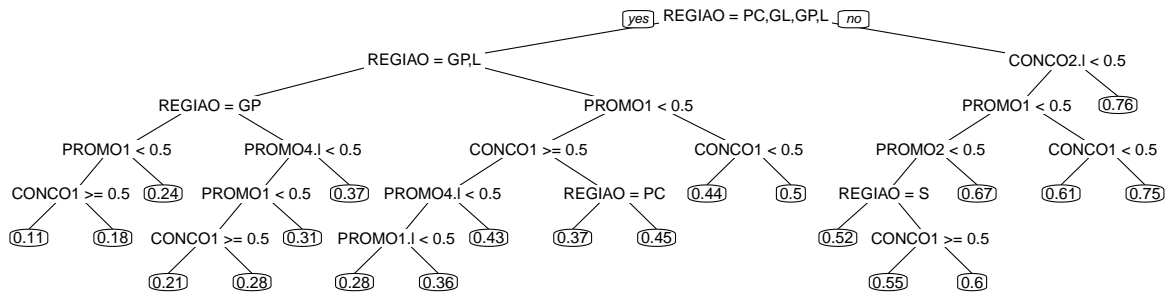 yes REGIAO = PC,GL,GP,L no
REGIAO = GP,L CONCO2.l < 0.5
REGIAO = GP PROMO1 < 0.5 PROMO1 < 0.5 0.76
PROMO1 < 0.5 PROMO4.l < 0.5 CONCO1 >= 0.5 CONCO1 < 0.5 PROMO2 < 0.5 CONCO1 < 0.5
CONCO1 >= 0.5 0.24 PROMO1 < 0.5 0.37 PROMO4.l < 0.5 REGIAO = PC 0.44 0.5 REGIAO = S 0.67 0.61 0.75
0.11 0.18 CONCO1 >= 0.5 0.31 PROMO1.l < 0.5 0.43 0.37 0.45 0.52 CONCO1 >= 0.5
0.21 0.28 0.28 0.36 0.55 0.6